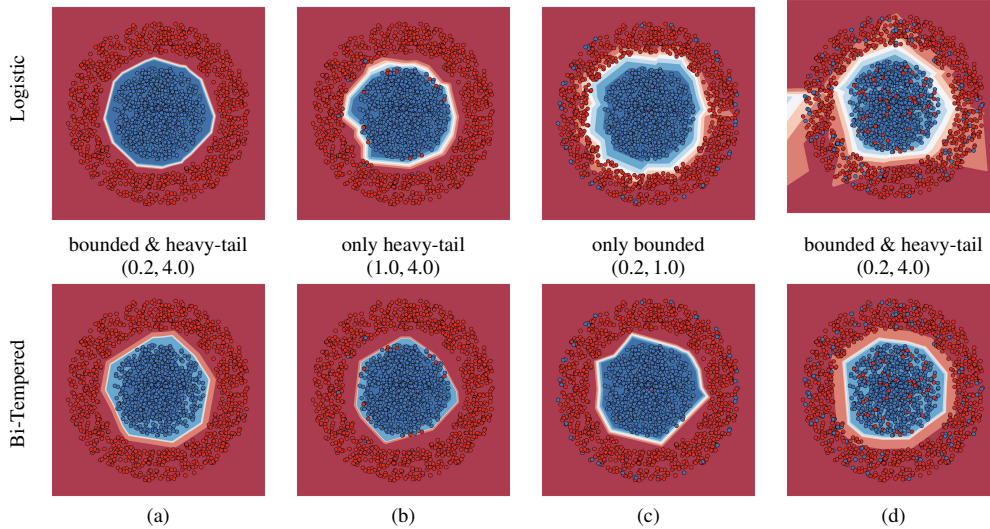 Logistic
bounded & heavy-tail
(0.2, 4.0)
only heavy-tail
(1.0, 4.0)
only bounded
(0.2, 1.0)
bounded & heavy-tail
(0.2, 4.0)
Bi-Tempered
(a)
(b)
(c)
(d)